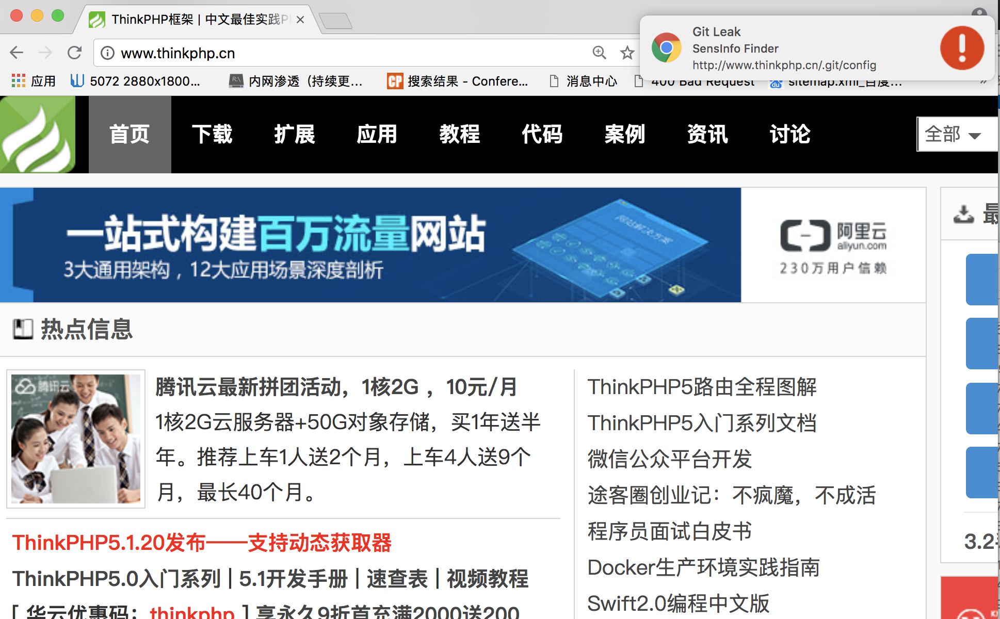 ThinkPHP框架 | 中文最佳实践P
Git Leak
SensInfo Finder
http://www.thinkphp.cn/.git/config
www.thinkphp.cn
应用
5072 2880x1800...
内网渗透（持续更...
搜索结果 - Confere...
消息中心
400 Bad Request
sitemap.xml_百度...
首页
下载
扩展
应用
教程
代码
案例
资讯
讨论
全部
一站式构建百万流量网站
3大通用架构，12大应用场景深度剖析
网站解决方案
阿里云
aliyun.com
230万用户信赖
最
热点信息
腾讯云
腾讯云最新拼团活动，1核2G ，10元/月
1核2G云服务器+50G对象存储，买1年送半
年。推荐上车1人送2个月，上车4人送9个
月，最长40个月。
ThinkPHP5.1.20发布——支持动态获取器
ThinkPHP5.0入门系列 | 5.1开发手册 | 速查表 | 视频教程
[ 华云优惠码：thinkphp ] 享永久9折首充满2000送200
ThinkPHP5路由全程图解
ThinkPHP5入门系列文档
微信公众平台开发
途客圈创业记：不疯魔，不成活
程序员面试白皮书
Docker生产环境实践指南
Swift2.0编程中文版
3.2